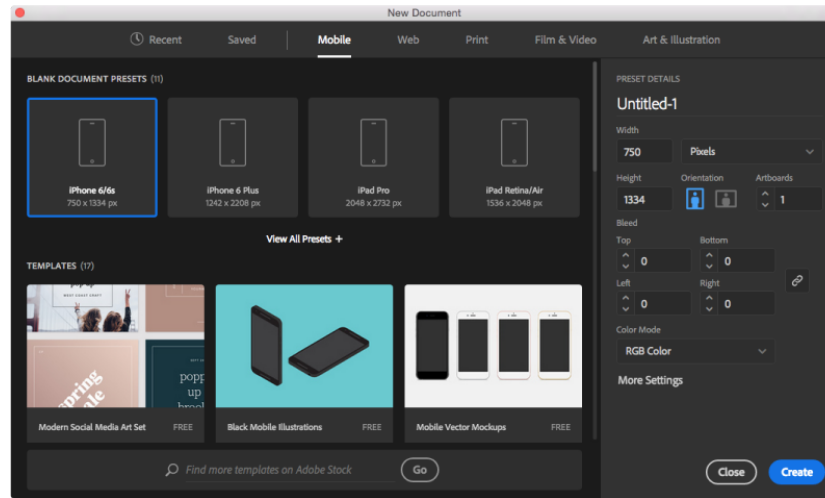 New Document
Recent Saved Mobile Web Print Film & Video Art & Illustration
BLANK DOCUMENT PRESETS (11)
iPhone 6/6s
750 x 1334 px
iPhone 6 Plus
1242 x 2208 px
iPad Pro
2048 x 2732 px
iPad Retina/Air
1536 x 2048 px
View All Presets +
TEMPLATES (17)
spring
popp
up
Modern Social Media Art Set FREE
Black Mobile Illustrations FREE
Mobile Vector Mockups FREE
Find more templates on Adobe Stock Go
PRESET DETAILS
Untitled-1
Width
750 Pixels
Height Orientation Artboards
1334 1
Bleed
Top Bottom
0 0
Left Right
0 0
Color Mode
RGB Color
More Settings
Close Create